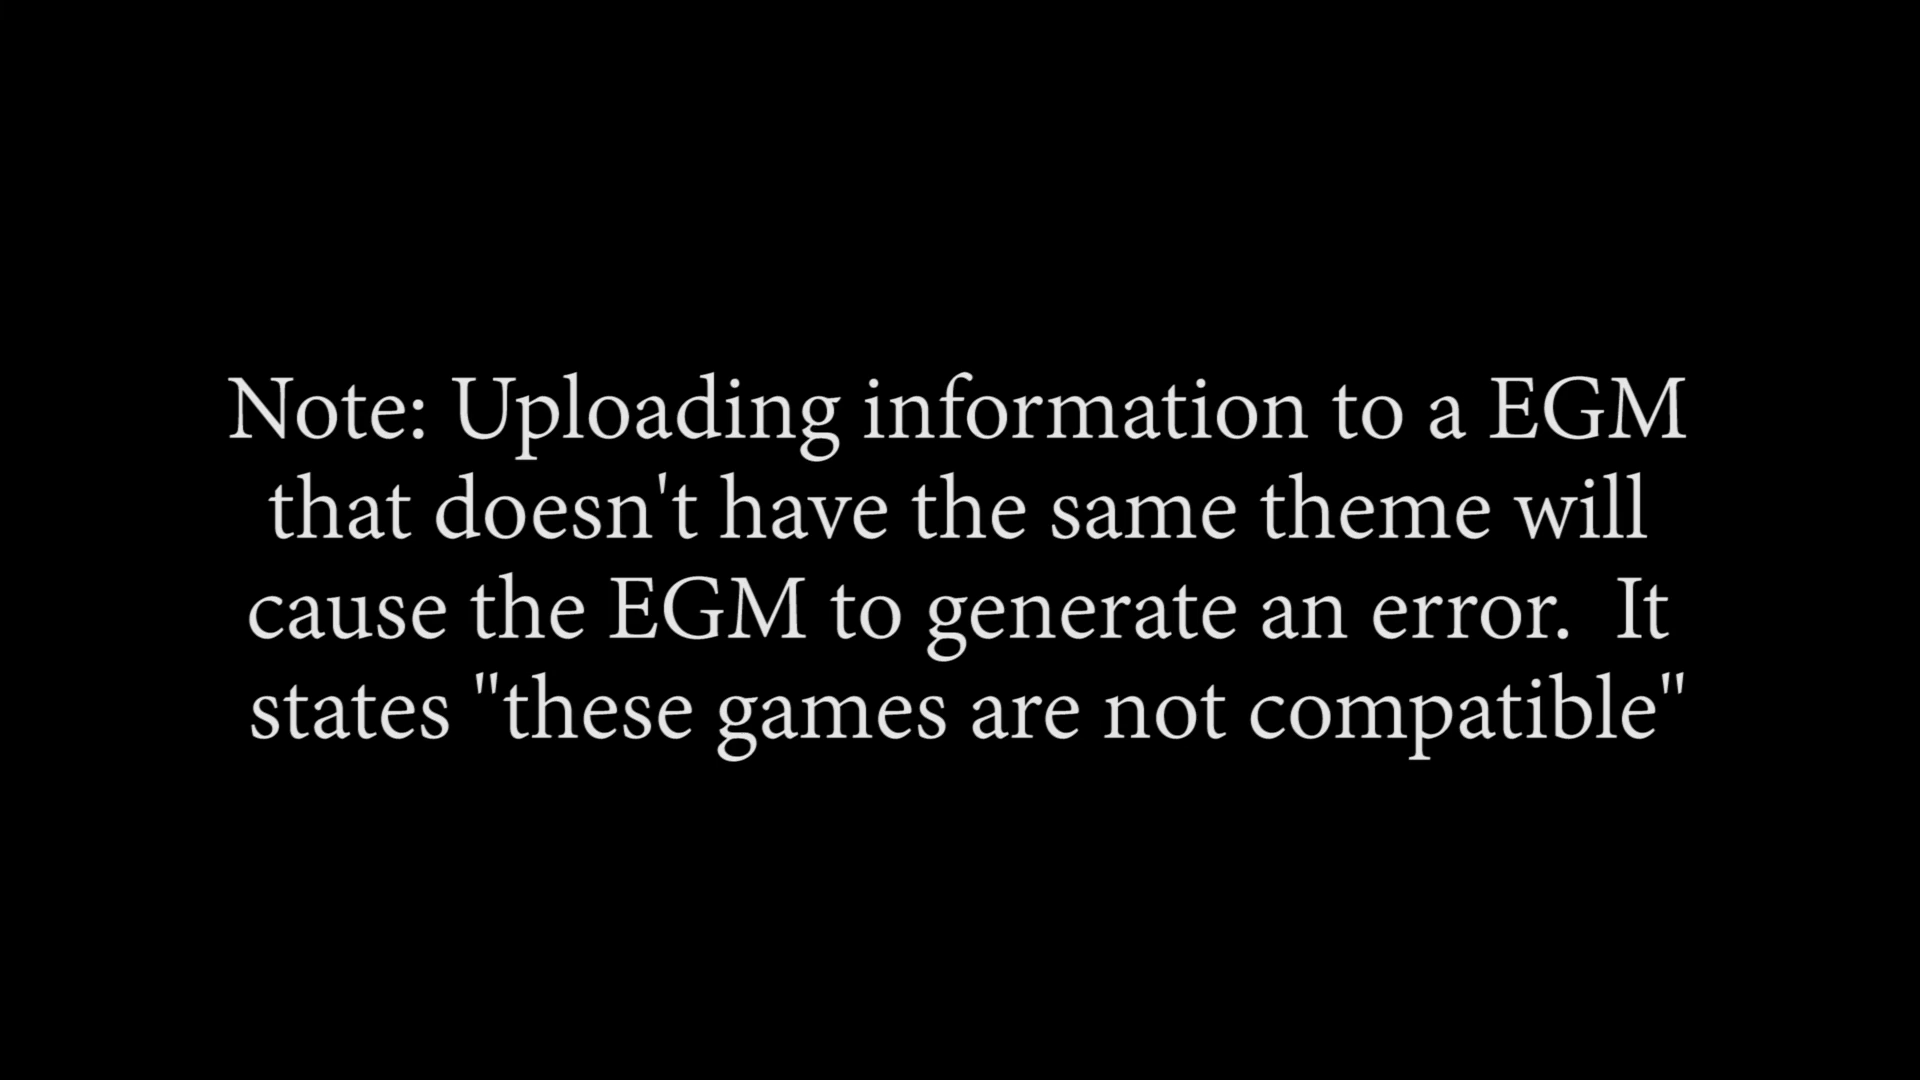 Note: Uploading information to a EGM
that doesn't have the same theme will
cause the EGM to generate an error.  It
states "these games are not compatible"